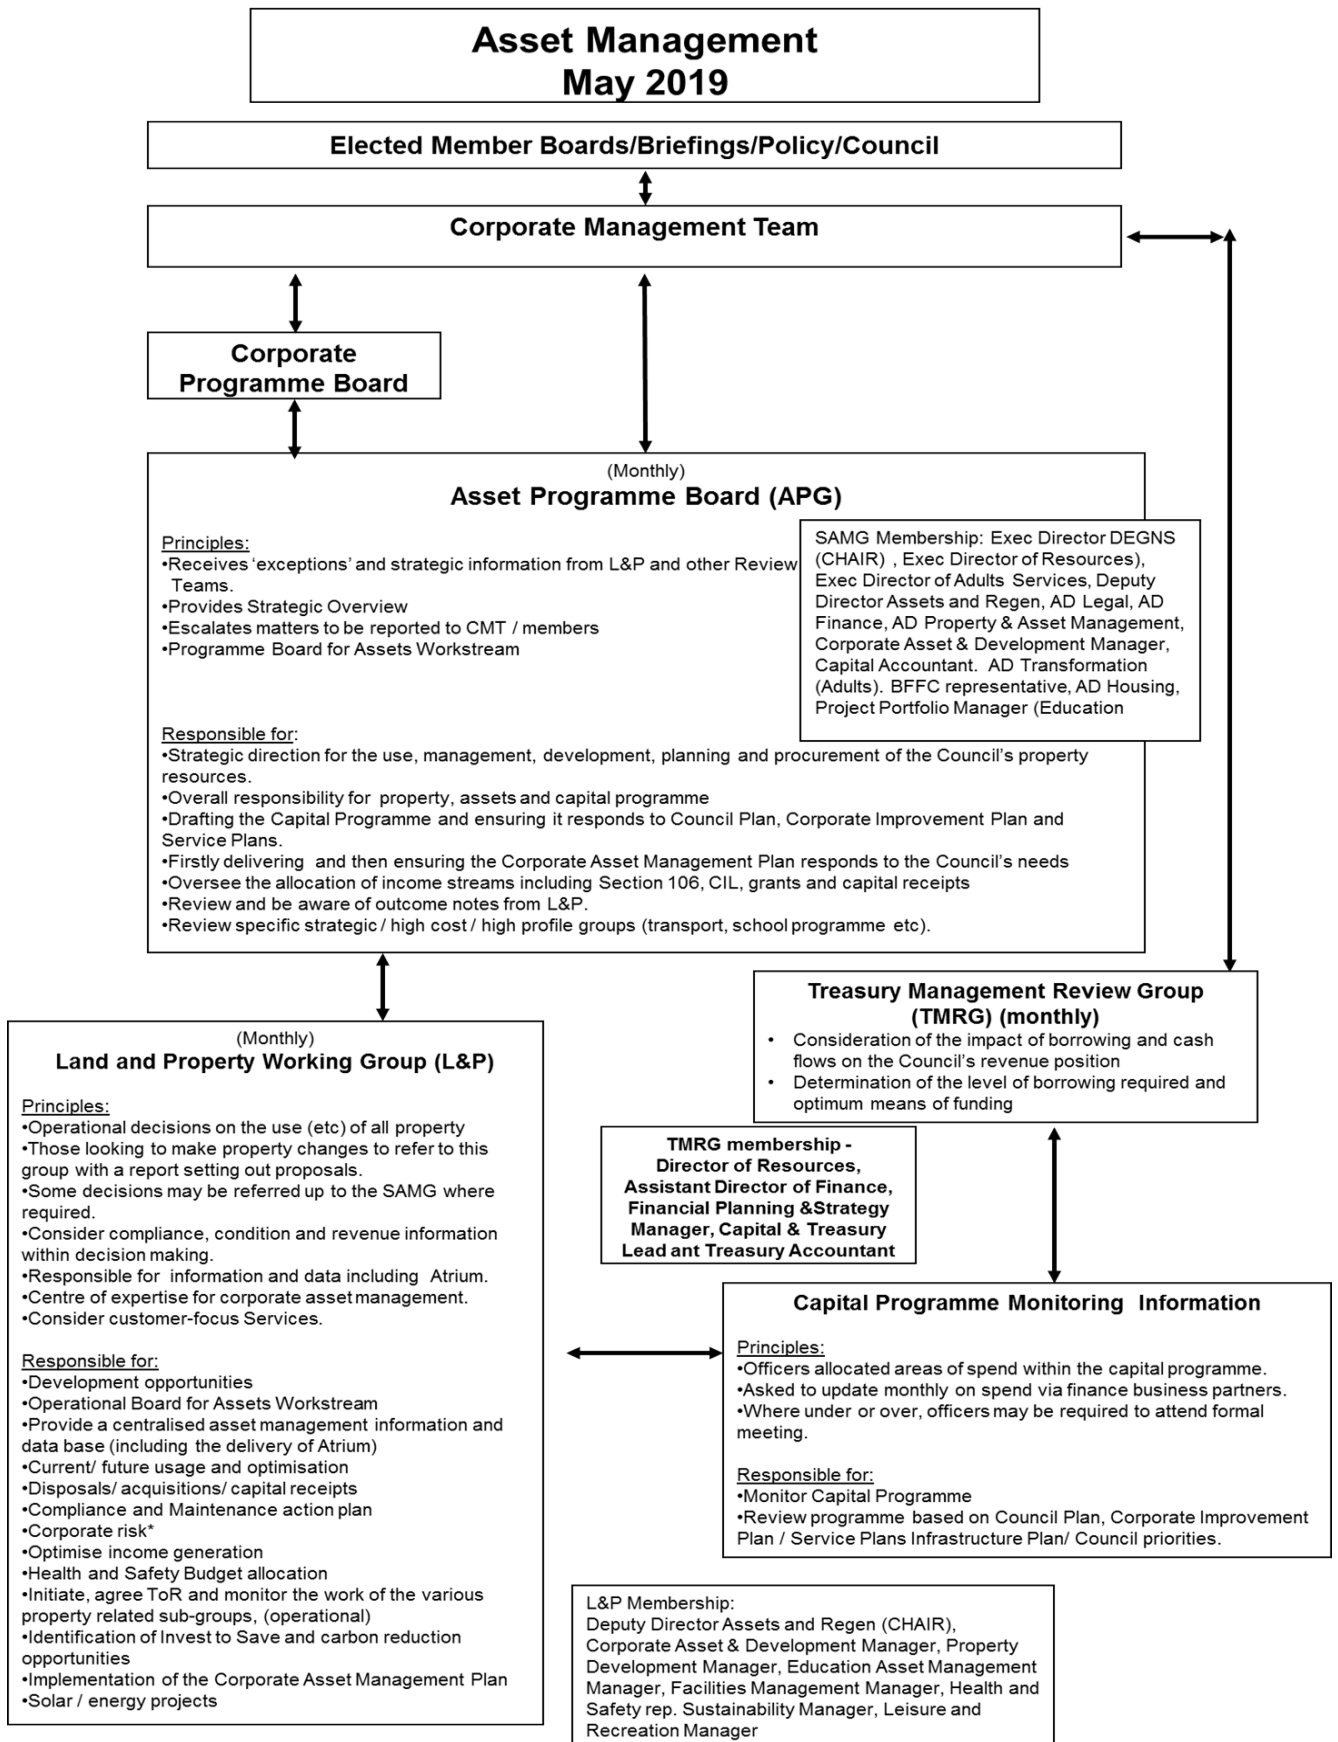 Asset Management
May 2019
Elected Member Boards/Briefings/Policy/Council
Corporate Management Team
Corporate
Programme Board
(Monthly)
Asset Programme Board (APG)
Principles:
•Receives ‘exceptions’ and strategic information from L&P and other Review
Teams.
•Provides Strategic Overview
•Escalates matters to be reported to CMT / members
•Programme Board for Assets Workstream
SAMG Membership: Exec Director DEGNS
(CHAIR) , Exec Director of Resources),
Exec Director of Adults Services, Deputy
Director Assets and Regen, AD Legal, AD
Finance, AD Property & Asset Management,
Corporate Asset & Development Manager,
Capital Accountant. AD Transformation
(Adults). BFFC representative, AD Housing,
Project Portfolio Manager (Education
Responsible for:
•Strategic direction for the use, management, development, planning and procurement of the Council’s property
resources.
•Overall responsibility for property, assets and capital programme
•Drafting the Capital Programme and ensuring it responds to Council Plan, Corporate Improvement Plan and
Service Plans.
•Firstly delivering and then ensuring the Corporate Asset Management Plan responds to the Council’s needs
•Oversee the allocation of income streams including Section 106, CIL, grants and capital receipts
•Review and be aware of outcome notes from L&P.
•Review specific strategic / high cost / high profile groups (transport, school programme etc).
Treasury Management Review Group
(TMRG) (monthly)
• Consideration of the impact of borrowing and cash
flows on the Council’s revenue position
• Determination of the level of borrowing required and
optimum means of funding
TMRG membership -
Director of Resources,
Assistant Director of Finance,
Financial Planning &Strategy
Manager, Capital & Treasury
Lead ant Treasury Accountant
(Monthly)
Land and Property Working Group (L&P)
Principles:
•Operational decisions on the use (etc) of all property
•Those looking to make property changes to refer to this
group with a report setting out proposals.
•Some decisions may be referred up to the SAMG where
required.
•Consider compliance, condition and revenue information
within decision making.
•Responsible for information and data including Atrium.
•Centre of expertise for corporate asset management.
•Consider customer-focus Services.
Responsible for:
•Development opportunities
•Operational Board for Assets Workstream
•Provide a centralised asset management information and
data base (including the delivery of Atrium)
•Current/ future usage and optimisation
•Disposals/ acquisitions/ capital receipts
•Compliance and Maintenance action plan
•Corporate risk*
•Optimise income generation
•Health and Safety Budget allocation
•Initiate, agree ToR and monitor the work of the various
property related sub-groups, (operational)
•Identification of Invest to Save and carbon reduction
opportunities
•Implementation of the Corporate Asset Management Plan
•Solar / energy projects
Capital Programme Monitoring Information
Principles:
•Officers allocated areas of spend within the capital programme.
•Asked to update monthly on spend via finance business partners.
•Where under or over, officers may be required to attend formal
meeting.
Responsible for:
•Monitor Capital Programme
•Review programme based on Council Plan, Corporate Improvement
Plan / Service Plans Infrastructure Plan/ Council priorities.
L&P Membership:
Deputy Director Assets and Regen (CHAIR),
Corporate Asset & Development Manager, Property
Development Manager, Education Asset Management
Manager, Facilities Management Manager, Health and
Safety rep. Sustainability Manager, Leisure and
Recreation Manager